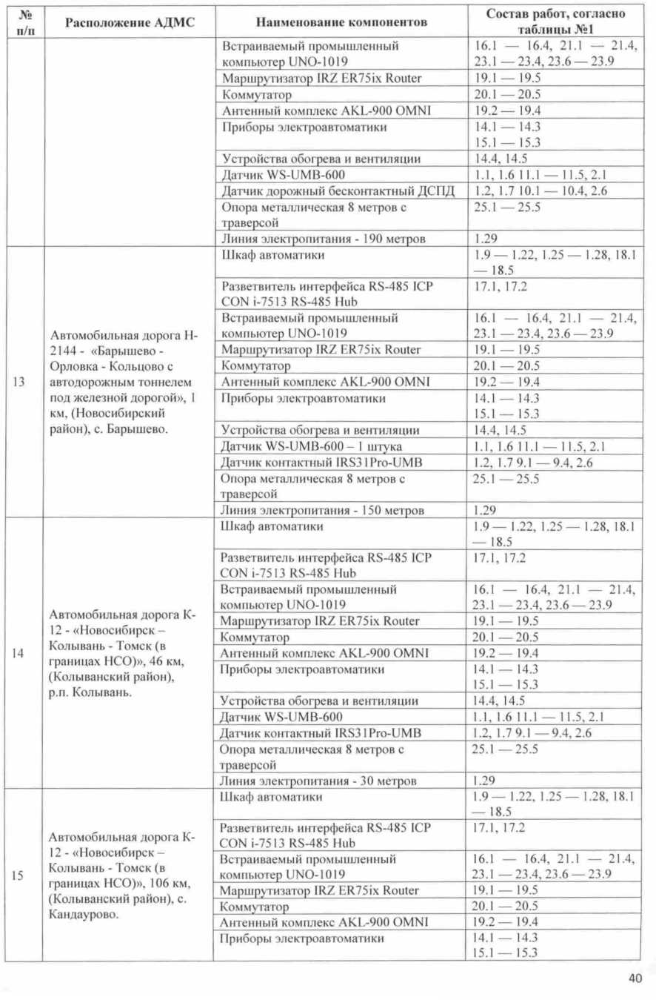 №
п/п
Расположение АДМС
Наименование компонентов
Состав работ, согласно
таблицы №1
Встраиваемый промышленный
компьютер UNO-1019
16.1 — 16.4, 21.1 — 21.4,
23.1 — 23.4, 23.6 — 23.9
Маршрутизатор IRZ ER75ix Router
19.1 — 19.5
Коммутатор
20.1 — 20.5
Антенный комплекс AKL-900 OMNI
19.2 — 19.4
Приборы электроавтоматики
14.1 — 14.3
15.1 — 15.3
Устройства обогрева и вентиляции
14.4, 14.5
Датчик WS-UMB-600
1.1, 1.6 11.1 — 11.5, 2.1
Датчик дорожный бесконтактный ДСПД
1.2, 1.7 10.1 — 10.4, 2.6
Опора металлическая 8 метров с
траверсой
25.1 — 25.5
Линия электропитания - 190 метров
1.29
13
Автомобильная дорога Н-
2144 - «Барышево -
Орловка - Кольцово с
автодорожным тоннелем
под железной дорогой», 1
км, (Новосибирский
район), с. Барышево.
Шкаф автоматики
1.9 — 1.22, 1.25 — 1.28, 18.1
— 18.5
Разветвитель интерфейса RS-485 ICP
CON i-7513 RS-485 Hub
17.1, 17.2
Встраиваемый промышленный
компьютер UNO-1019
16.1 — 16.4, 21.1 — 21.4,
23.1 — 23.4, 23.6 — 23.9
Маршрутизатор IRZ ER75ix Router
19.1 — 19.5
Коммутатор
20.1 — 20.5
Антенный комплекс AKL-900 OMNI
19.2 — 19.4
Приборы электроавтоматики
14.1 — 14.3
15.1 — 15.3
Устройства обогрева и вентиляции
14.4, 14.5
Датчик WS-UMB-600 – 1 штука
1.1, 1.6 11.1 — 11.5, 2.1
Датчик контактный IRS31Pro-UMB
1.2, 1.7 9.1 — 9.4, 2.6
Опора металлическая 8 метров с
траверсой
25.1 — 25.5
Линия электропитания - 150 метров
1.29
14
Автомобильная дорога К-
12 - «Новосибирск –
Колывань - Томск (в
границах НСО)», 46 км,
(Колыванский район),
р.п. Колывань.
Шкаф автоматики
1.9 — 1.22, 1.25 — 1.28, 18.1
— 18.5
Разветвитель интерфейса RS-485 ICP
CON i-7513 RS-485 Hub
17.1, 17.2
Встраиваемый промышленный
компьютер UNO-1019
16.1 — 16.4, 21.1 — 21.4,
23.1 — 23.4, 23.6 — 23.9
Маршрутизатор IRZ ER75ix Router
19.1 — 19.5
Коммутатор
20.1 — 20.5
Антенный комплекс AKL-900 OMNI
19.2 — 19.4
Приборы электроавтоматики
14.1 — 14.3
15.1 — 15.3
Устройства обогрева и вентиляции
14.4, 14.5
Датчик WS-UMB-600
1.1, 1.6 11.1 — 11.5, 2.1
Датчик контактный IRS31Pro-UMB
1.2, 1.7 9.1 — 9.4, 2.6
Опора металлическая 8 метров с
траверсой
25.1 — 25.5
Линия электропитания - 30 метров
1.29
15
Автомобильная дорога К-
12 - «Новосибирск –
Колывань - Томск (в
границах НСО)», 106 км,
(Колыванский район), с.
Кандаурово.
Шкаф автоматики
1.9 — 1.22, 1.25 — 1.28, 18.1
— 18.5
Разветвитель интерфейса RS-485 ICP
CON i-7513 RS-485 Hub
17.1, 17.2
Встраиваемый промышленный
компьютер UNO-1019
16.1 — 16.4, 21.1 — 21.4,
23.1 — 23.4, 23.6 — 23.9
Маршрутизатор IRZ ER75ix Router
19.1 — 19.5
Коммутатор
20.1 — 20.5
Антенный комплекс AKL-900 OMNI
19.2 — 19.4
Приборы электроавтоматики
14.1 — 14.3
15.1 — 15.3
40